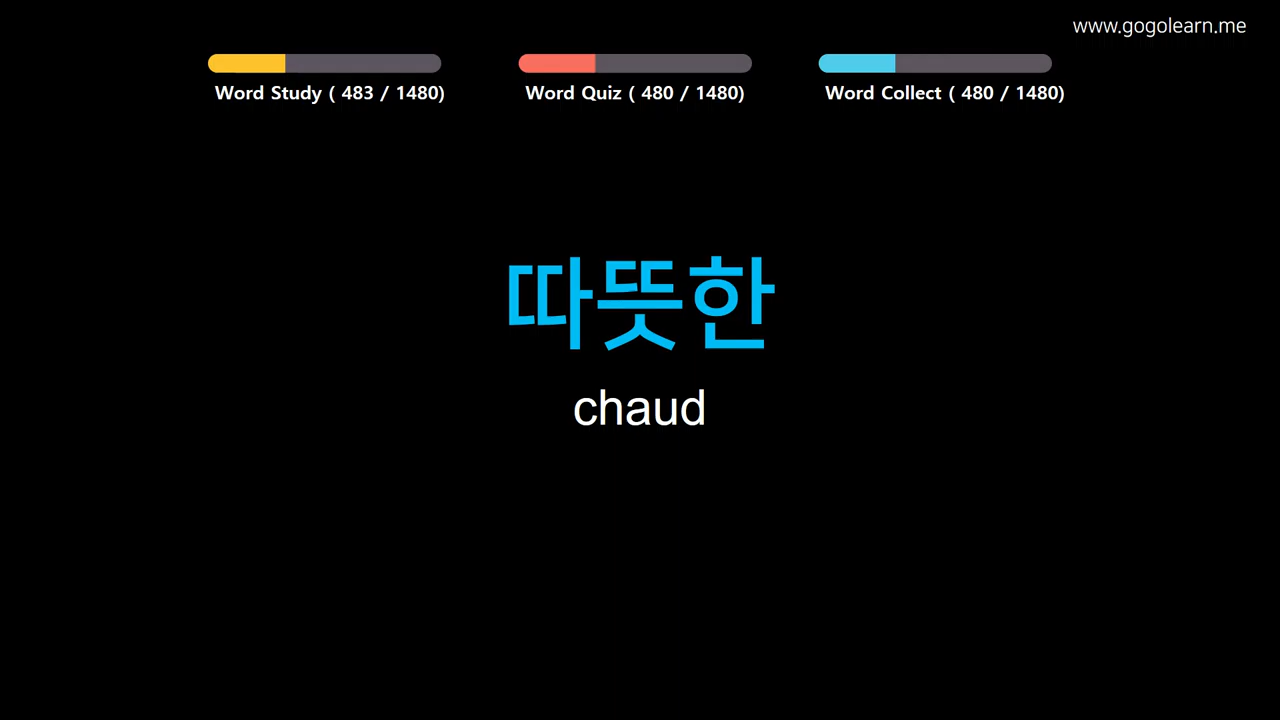 www.gogolearn.me
Word Study ( 483 / 1480)
Word Quiz ( 480 / 1480)
Word Collect ( 480 / 1480)
따뜻한
chaud